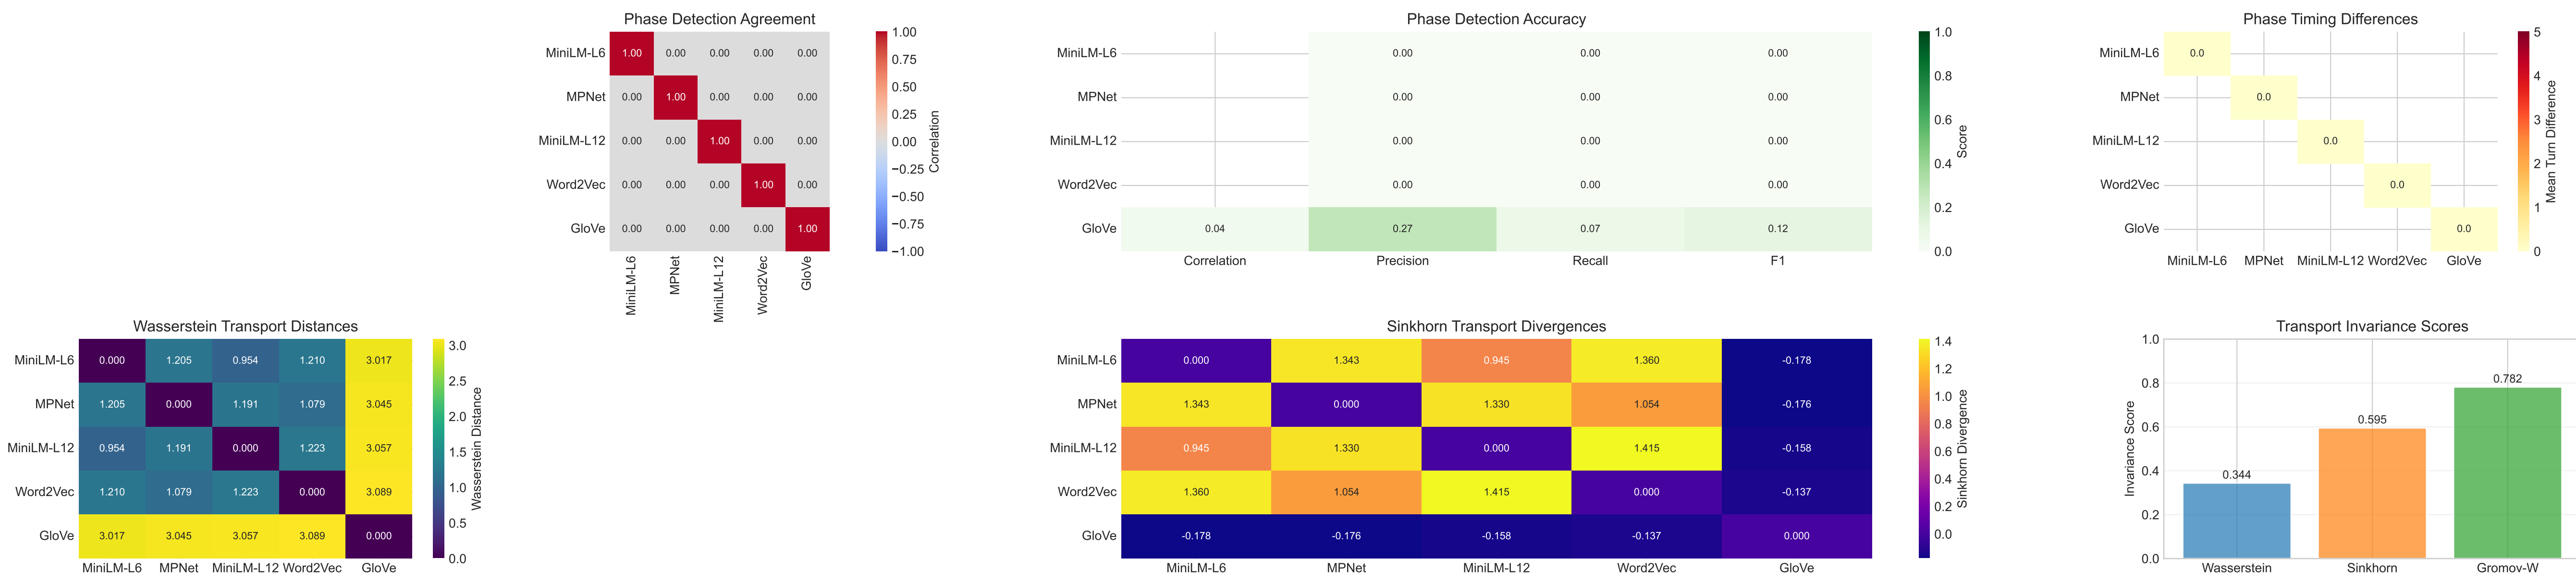 Phase Detection Agreement
MiniLM-L6 1.00 0.00 0.00 0.00 0.00
MPNet 0.00 1.00 0.00 0.00 0.00
MiniLM-L12 0.00 0.00 1.00 0.00 0.00
Word2Vec 0.00 0.00 0.00 1.00 0.00
GloVe 0.00 0.00 0.00 0.00 1.00
MiniLM-L6 MPNet MiniLM-L12 Word2Vec GloVe
1.00
0.75
0.50
0.25
0.00
−0.25
−0.50
−0.75
−1.00
Correlation
Phase Detection Accuracy
MiniLM-L6 0.00 0.00 0.00
MPNet 0.00 0.00 0.00
MiniLM-L12 0.00 0.00 0.00
Word2Vec 0.00 0.00 0.00
GloVe 0.04 0.27 0.07 0.12
Correlation Precision Recall F1
1.0
0.8
0.6
0.4
0.2
0.0
Score
Phase Timing Differences
MiniLM-L6 0.0
MPNet 0.0
MiniLM-L12 0.0
Word2Vec 0.0
GloVe 0.0
MiniLM-L6 MPNet MiniLM-L12 Word2Vec GloVe
5
4
3
2
1
0
Mean Turn Difference
Wasserstein Transport Distances
MiniLM-L6 0.000 1.205 0.954 1.210 3.017
MPNet 1.205 0.000 1.191 1.079 3.045
MiniLM-L12 0.954 1.191 0.000 1.223 3.057
Word2Vec 1.210 1.079 1.223 0.000 3.089
GloVe 3.017 3.045 3.057 3.089 0.000
MiniLM-L6 MPNet MiniLM-L12 Word2Vec GloVe
3.0
2.5
2.0
1.5
1.0
0.5
0.0
Wasserstein Distance
Sinkhorn Transport Divergences
MiniLM-L6 0.000 1.343 0.945 1.360 -0.178
MPNet 1.343 0.000 1.330 1.054 -0.176
MiniLM-L12 0.945 1.330 0.000 1.415 -0.158
Word2Vec 1.360 1.054 1.415 0.000 -0.137
GloVe -0.178 -0.176 -0.158 -0.137 0.000
MiniLM-L6 MPNet MiniLM-L12 Word2Vec GloVe
1.4
1.2
1.0
0.8
0.6
0.4
0.2
0.0
Sinkhorn Divergence
Transport Invariance Scores
1.0
0.8
0.6
0.4
0.2
0.0
Invariance Score
0.344
0.595
0.782
Wasserstein Sinkhorn Gromov-W